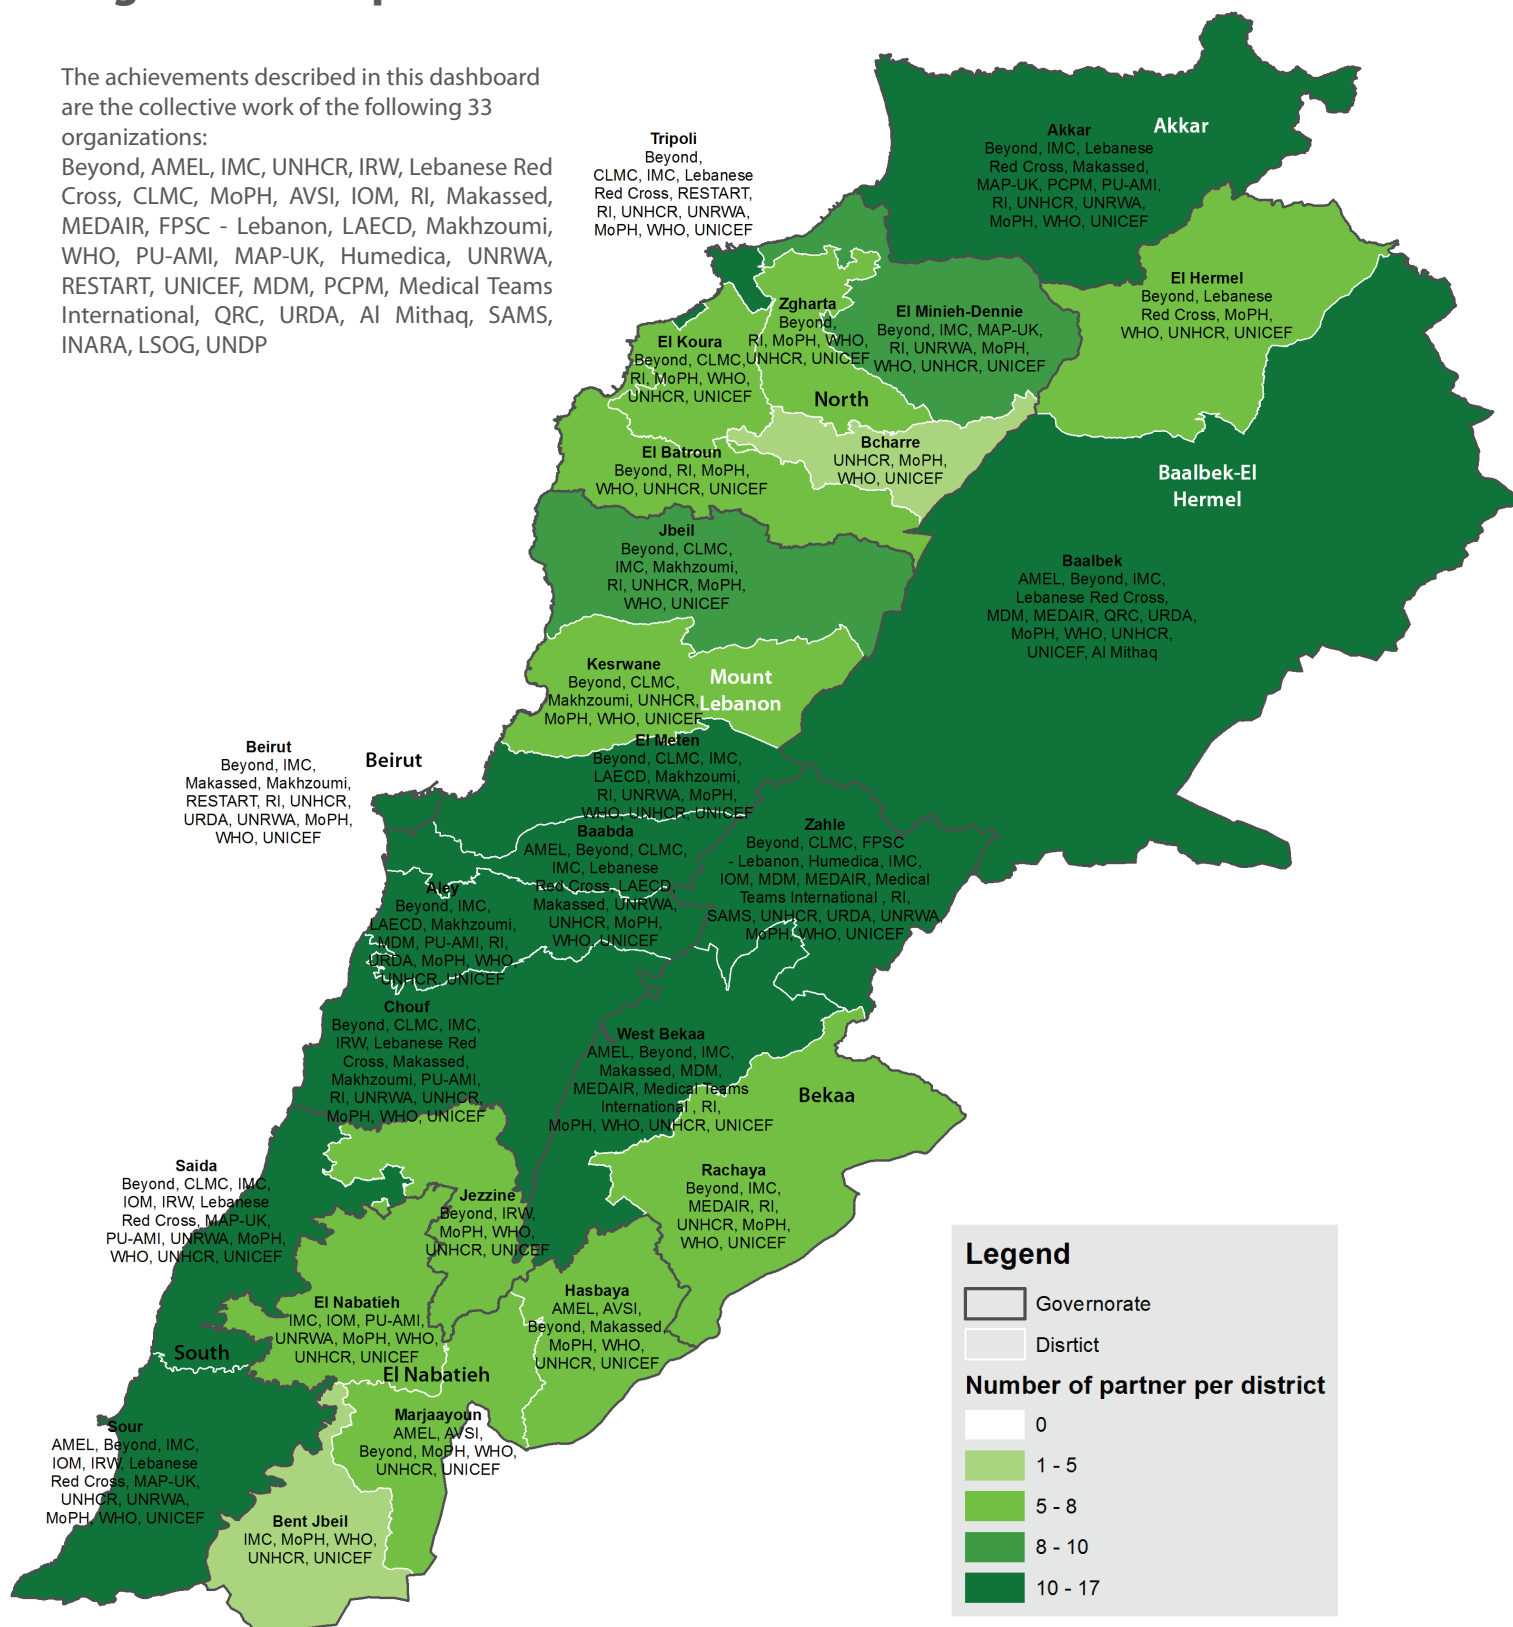 The achievements described in this dashboard
are the collective work of the following 33
organizations:
Beyond, AMEL, IMC, UNHCR, IRW, Lebanese Red
Cross, CLMC, MoPH, AVSI, IOM, RI, Makassed,
MEDAIR, FPSC - Lebanon, LAECD, Makhzoumi,
WHO, PU-AMI, MAP-UK, Humedica, UNRWA,
RESTART, UNICEF, MDM, PCPM, Medical Teams
International, QRC, URDA, Al Mithaq, SAMS,
INARA, LSOG, UNDP
Tripoli
Beyond,
CLMC, IMC, Lebanese
Red Cross, RESTART,
RI, UNHCR, UNRWA,
MoPH, WHO, UNICEF
Akkar
Akkar
Beyond, IMC, Lebanese
Red Cross, Makassed,
MAP-UK, PCPM, PU-AMI,
RI, UNHCR, UNRWA,
MoPH, WHO, UNICEF
El Hermel
Beyond, Lebanese
Red Cross, MoPH,
WHO, UNHCR, UNICEF
Zgharta
Beyond,
RI, MoPH, WHO,
UNHCR, UNICEF
El Minieh-Dennie
Beyond, IMC, MAP-UK,
RI, UNRWA, MoPH,
WHO, UNHCR, UNICEF
El Koura
Beyond, CLMC,
RI, MoPH, WHO,
UNHCR, UNICEF
North
Bcharre
UNHCR, MoPH,
WHO, UNICEF
El Batroun
Beyond, RI, MoPH,
WHO, UNHCR, UNICEF
Baalbek-El
Hermel
Jbeil
Beyond, CLMC,
IMC, Makhzoumi,
RI, UNHCR, MoPH,
WHO, UNICEF
Baalbek
AMEL, Beyond, IMC,
Lebanese Red Cross,
MDM, MEDAIR, QRC, URDA,
MoPH, WHO, UNHCR,
UNICEF, Al Mithaq
Kesrwane
Beyond, CLMC,
Makhzoumi, UNHCR,
MoPH, WHO, UNICEF
Mount
Lebanon
El Meten
Beyond, CLMC, IMC,
LAECD, Makhzoumi,
RI, UNRWA, MoPH,
WHO, UNHCR, UNICEF
Beirut
Beyond, IMC,
Makassed, Makhzoumi,
RESTART, RI, UNHCR,
URDA, UNRWA, MoPH,
WHO, UNICEF
Beirut
Baabda
AMEL, Beyond, CLMC,
IMC, Lebanese
Red Cross, LAECD,
Makassed, UNRWA,
UNHCR, MoPH,
WHO, UNICEF
Zahle
Beyond, CLMC, FPSC
- Lebanon, Humedica, IMC,
IOM, MDM, MEDAIR, Medical
Teams International , RI,
SAMS, UNHCR, URDA, UNRWA,
MoPH, WHO, UNICEF
Aley
Beyond, IMC,
LAECD, Makhzoumi,
MDM, PU-AMI, RI,
URDA, MoPH, WHO,
UNHCR, UNICEF
Chouf
Beyond, CLMC, IMC,
IRW, Lebanese Red
Cross, Makassed,
Makhzoumi, PU-AMI,
RI, UNRWA, UNHCR,
MoPH, WHO, UNICEF
West Bekaa
AMEL, Beyond, IMC,
Makassed, MDM,
MEDAIR, Medical Teams
International , RI,
MoPH, WHO, UNHCR, UNICEF
Bekaa
Saida
Beyond, CLMC, IMC,
IOM, IRW, Lebanese
Red Cross, MAP-UK,
PU-AMI, UNRWA, MoPH,
WHO, UNHCR, UNICEF
Jezzine
Beyond, IRW,
MoPH, WHO,
UNHCR, UNICEF
Rachaya
Beyond, IMC,
MEDAIR, RI,
UNHCR, MoPH,
WHO, UNICEF
El Nabatieh
IMC, IOM, PU-AMI,
UNRWA, MoPH, WHO,
UNHCR, UNICEF
Hasbaya
AMEL, AVSI,
Beyond, Makassed,
MoPH, WHO,
UNHCR, UNICEF
South
El Nabatieh
Marjaayoun
AMEL, AVSI,
Beyond, MoPH, WHO,
UNHCR, UNICEF
Sour
AMEL, Beyond, IMC,
IOM, IRW, Lebanese
Red Cross, MAP-UK,
UNHCR, UNRWA,
MoPH, WHO, UNICEF
Bent Jbeil
IMC, MoPH, WHO,
UNHCR, UNICEF
Legend
Governorate
Disrtict
Number of partner per district
0
1 - 5
5 - 8
8 - 10
10 - 17